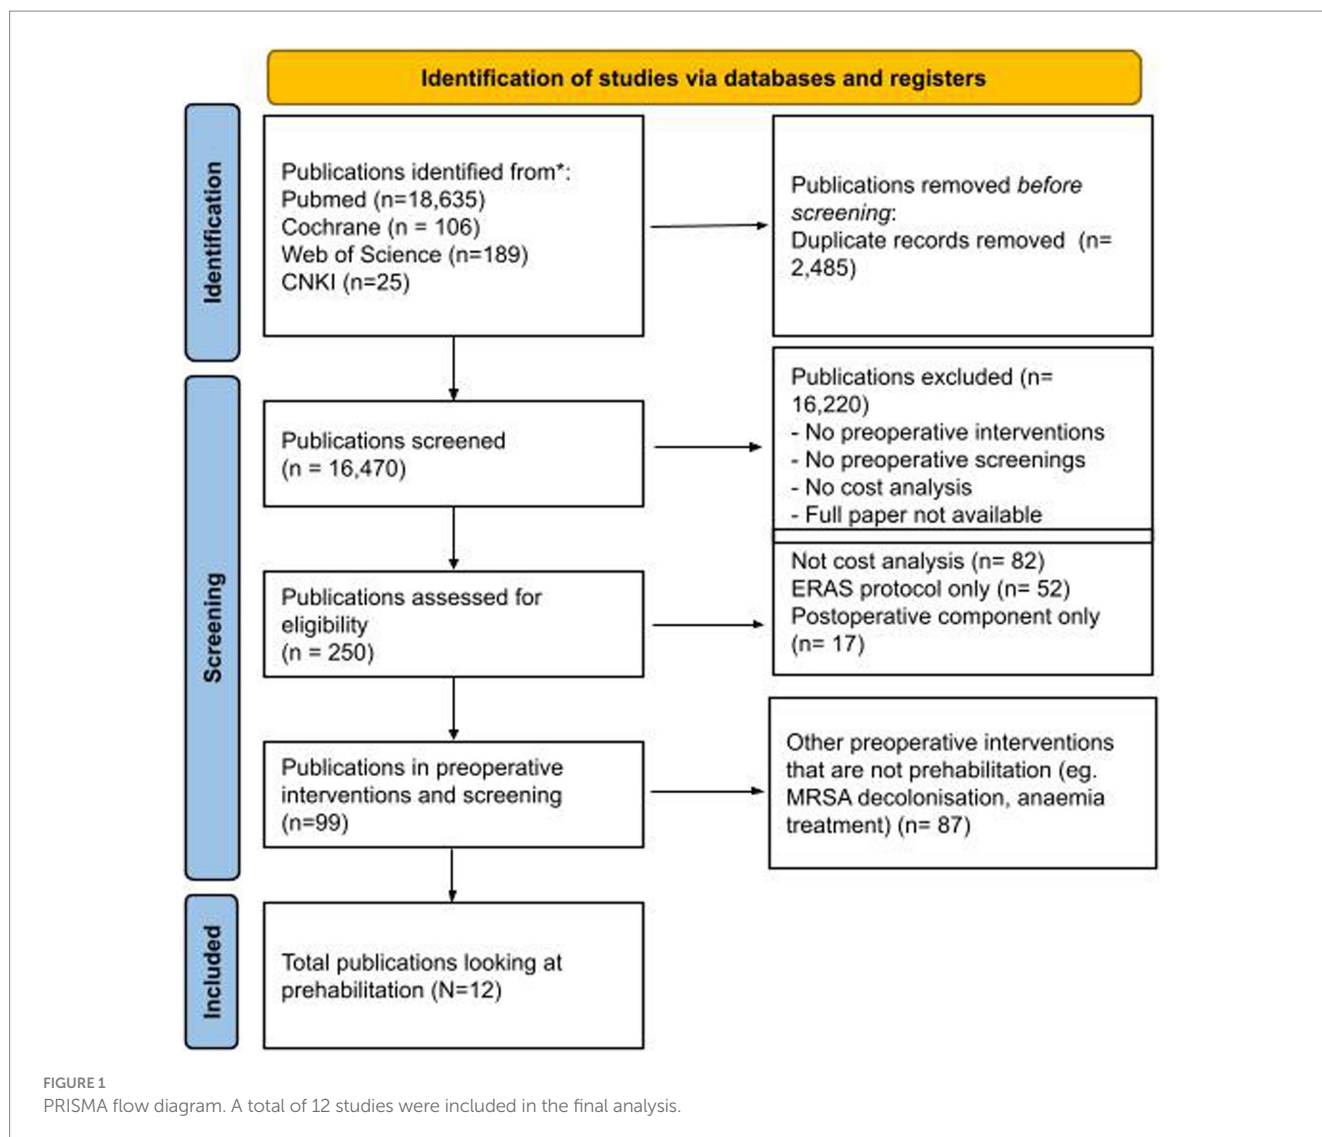 Identification of studies via databases and registers
Identification
Publications identified from*:
Pubmed (n=18,635)
Cochrane (n = 106)
Web of Science (n=189)
CNKI (n=25)
Publications removed before
screening:
Duplicate records removed (n=
2,485)
Screening
Publications screened
(n = 16,470)
Publications excluded (n=
16,220)
- No preoperative interventions
- No preoperative screenings
- No cost analysis
- Full paper not available
Publications assessed for
eligibility
(n = 250)
Not cost analysis (n= 82)
ERAS protocol only (n= 52)
Postoperative component only
(n= 17)
Publications in preoperative
interventions and screening
(n=99)
Other preoperative interventions
that are not prehabilitation (eg.
MRSA decolonisation, anaemia
treatment) (n= 87)
Included
Total publications looking at
prehabilitation (N=12)
FIGURE 1
PRISMA flow diagram. A total of 12 studies were included in the final analysis.